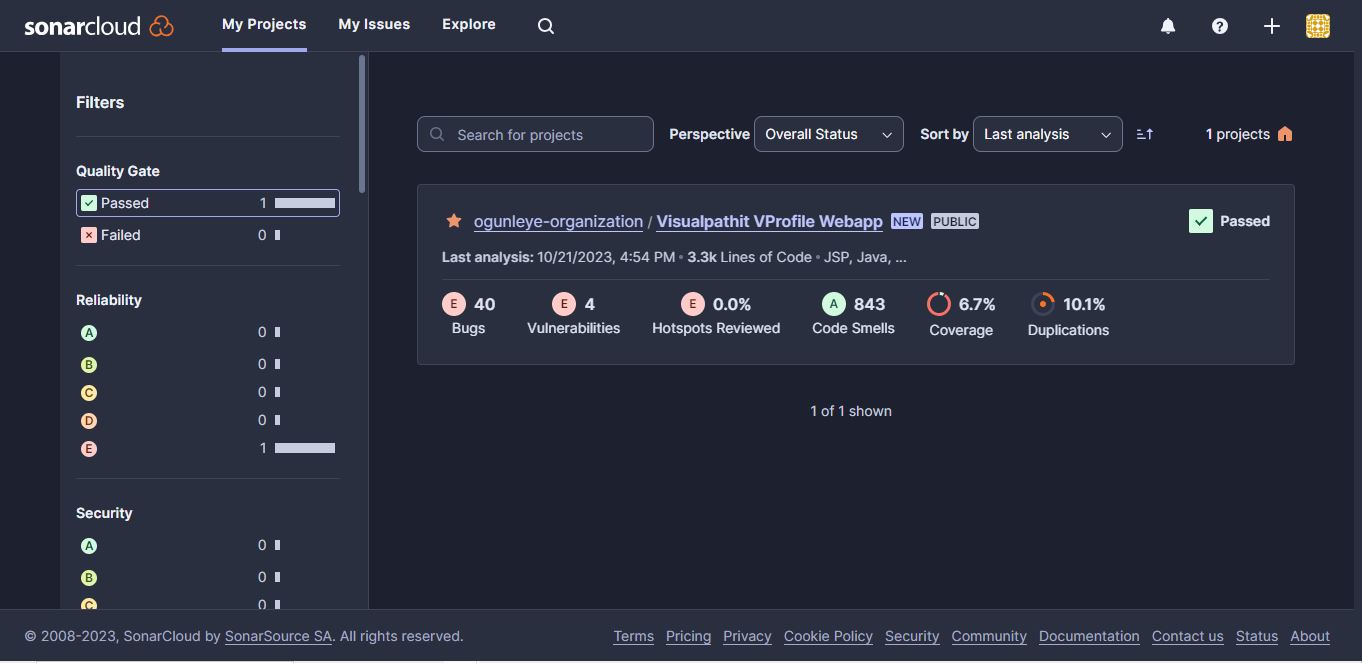 sonarcloud My Projects My Issues Explore
Filters
Quality Gate
Passed 1
Failed 0
Reliability
A 0
B 0
C 0
D 0
E 1
Security
A 0
B 0
C 0
Search for projects Perspective Overall Status Sort by Last analysis 1 projects
ogunleye-organization / Visualpathit VProfile Webapp NEW PUBLIC Passed
Last analysis: 10/21/2023, 4:54 PM • 3.3k Lines of Code • JSP, Java, ...
E 40 E 4 E 0.0% A 843 6.7% 10.1%
Bugs Vulnerabilities Hotspots Reviewed Code Smells Coverage Duplications
1 of 1 shown
© 2008-2023, SonarCloud by SonarSource SA. All rights reserved. Terms Pricing Privacy Cookie Policy Security Community Documentation Contact us Status About